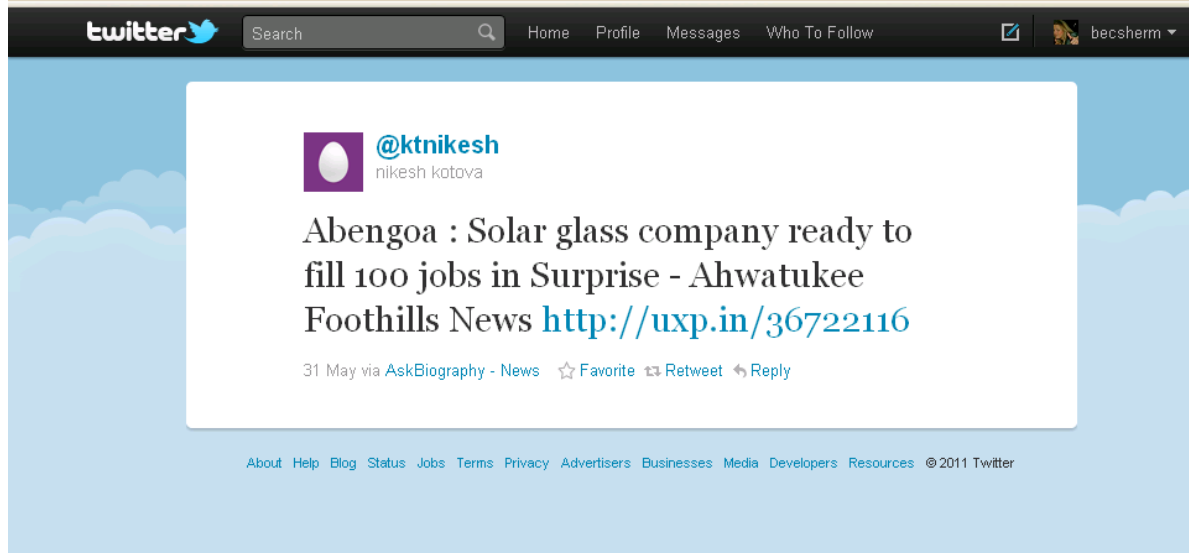 twitter Search Home Profile Messages Who To Follow becsherm
@ktnikesh
nikesh kotova
Abengoa : Solar glass company ready to
fill 100 jobs in Surprise - Ahwatukee
Foothills News http://uxp.in/36722116
31 May via AskBiography - News Favorite Retweet Reply
About Help Blog Status Jobs Terms Privacy Advertisers Businesses Media Developers Resources © 2011 Twitter